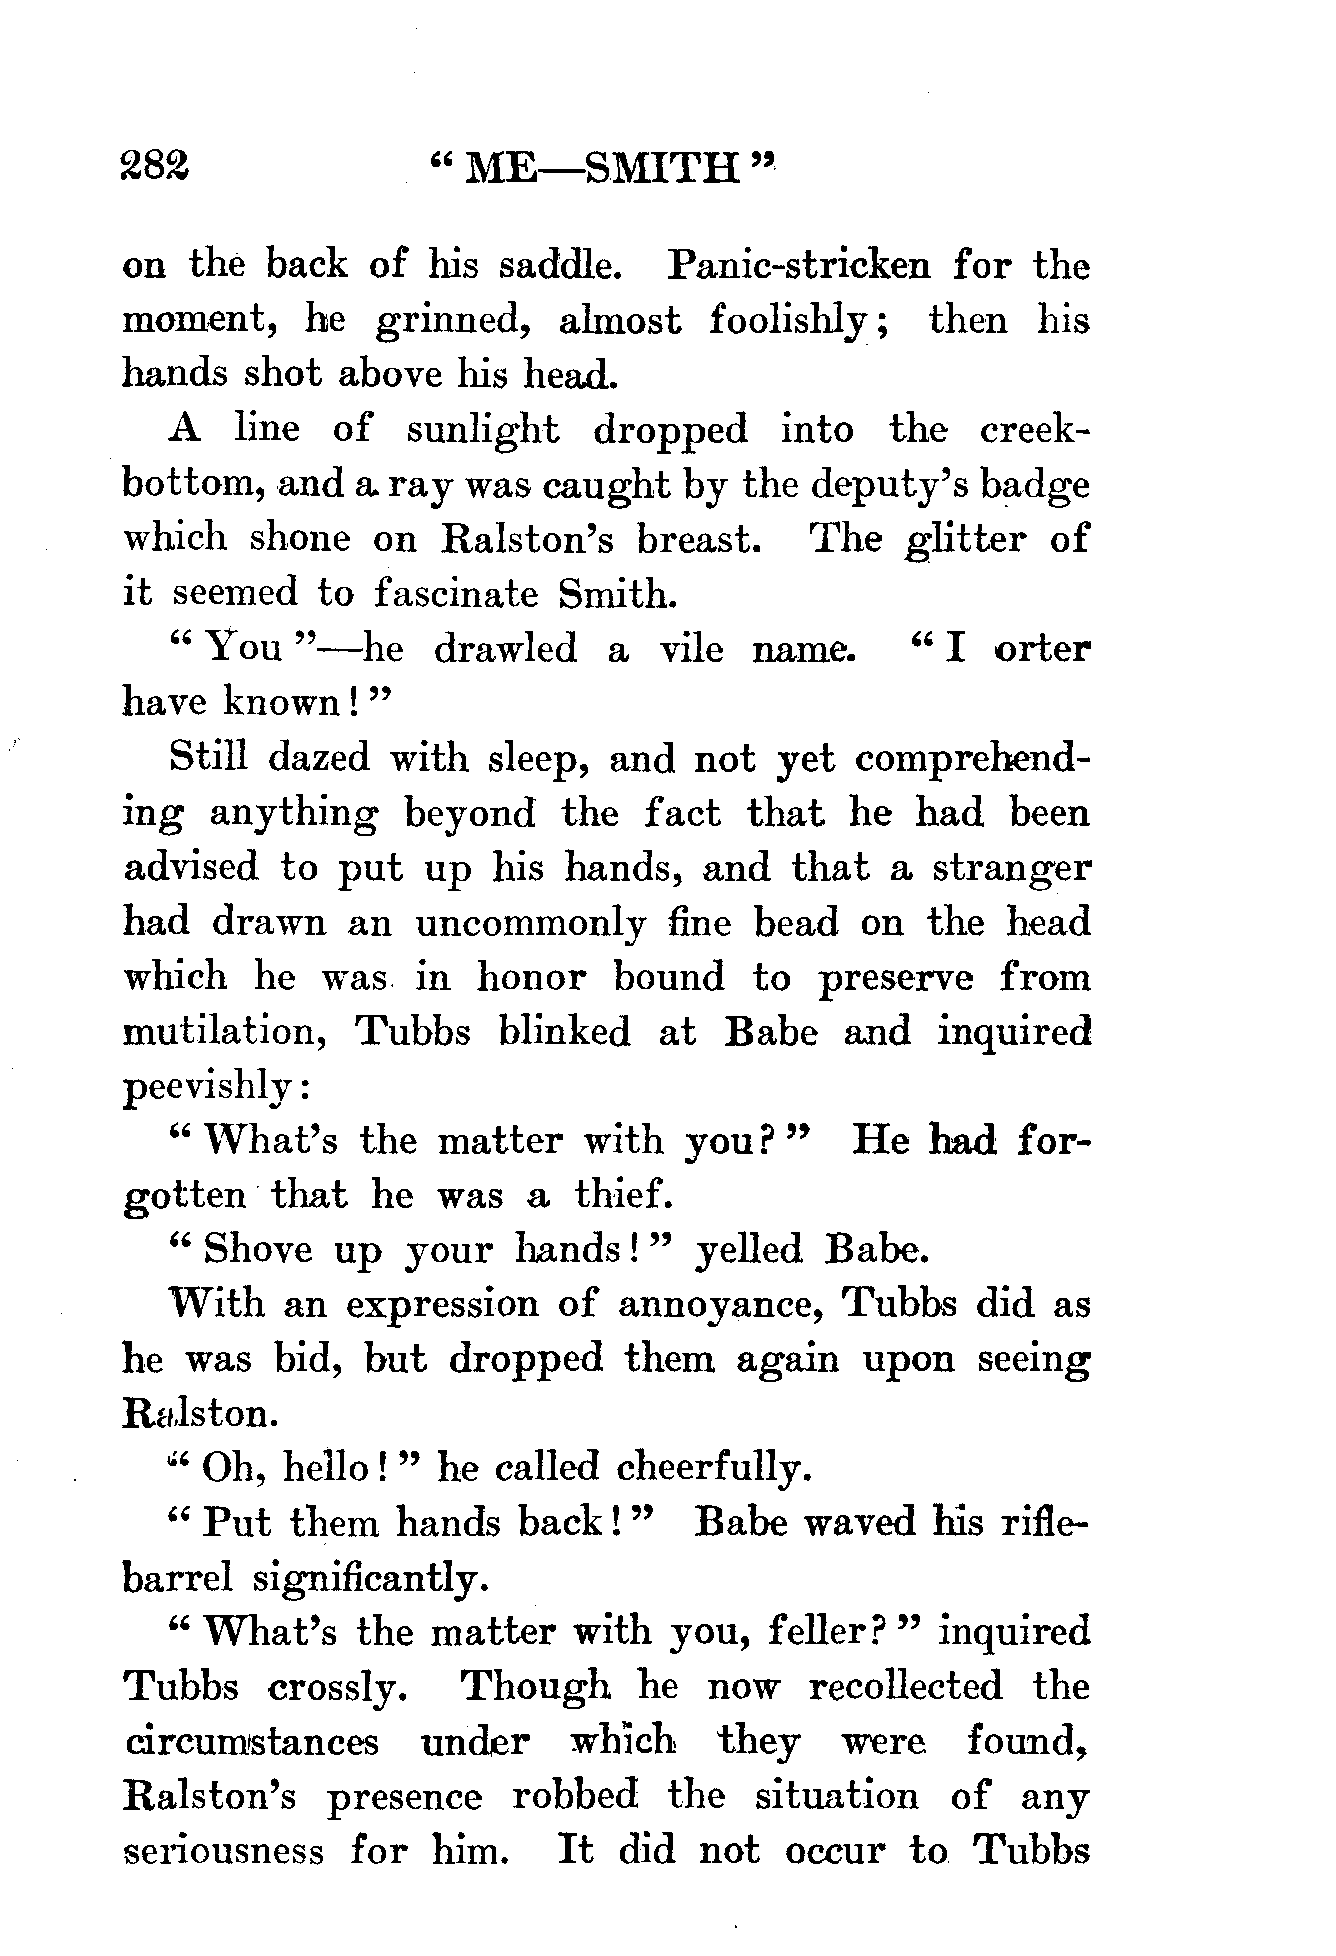 282 “ ME—SMITH ”
on the back of his saddle. Panic-stricken for the
moment, he grinned, almost foolishly; then his
hands shot above his head.
A line of sunlight dropped into the creek-
bottom, and a ray was caught by the deputy’s badge
which shone on Ralston’s breast. The glitter of
it seemed to fascinate Smith.
“ You ”—he drawled a vile name. “ I orter
have known! ”
Still dazed with sleep, and not yet comprehend-
ing anything beyond the fact that he had been
advised to put up his hands, and that a stranger
had drawn an uncommonly fine bead on the head
which he was in honor bound to preserve from
mutilation, Tubbs blinked at Babe and inquired
peevishly:
“ What’s the matter with you? ” He had for-
gotten that he was a thief.
“ Shove up your hands! ” yelled Babe.
With an expression of annoyance, Tubbs did as
he was bid, but dropped them again upon seeing
Ralston.
“ Oh, hello! ” he called cheerfully.
“ Put them hands back! ” Babe waved his rifle-
barrel significantly.
“ What’s the matter with you, feller? ” inquired
Tubbs crossly. Though he now recollected the
circumstances under which they were found,
Ralston’s presence robbed the situation of any
seriousness for him. It did not occur to Tubbs